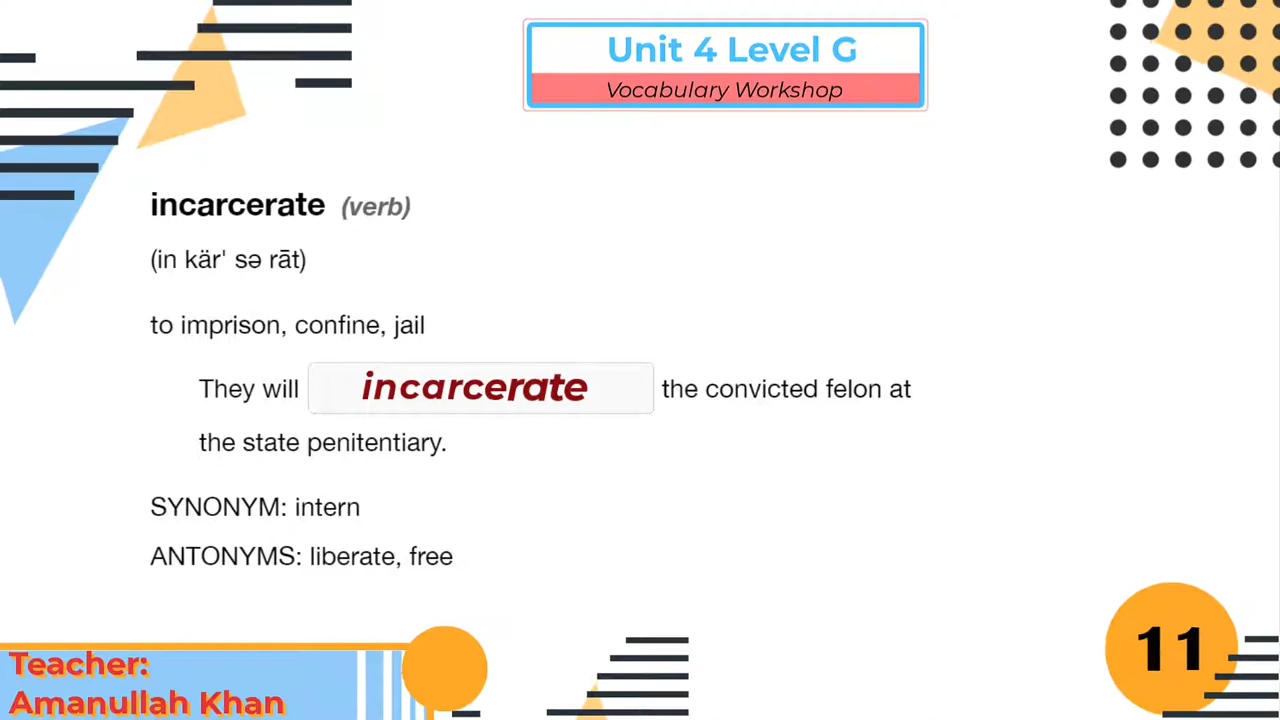 Unit 4 Level G
Vocabulary Workshop
incarcerate (verb)
(in kär' sə rāt)
to imprison, confine, jail
They will incarcerate the convicted felon at
the state penitentiary.
SYNONYM: intern
ANTONYMS: liberate, free
Teacher:
Amanullah Khan
11